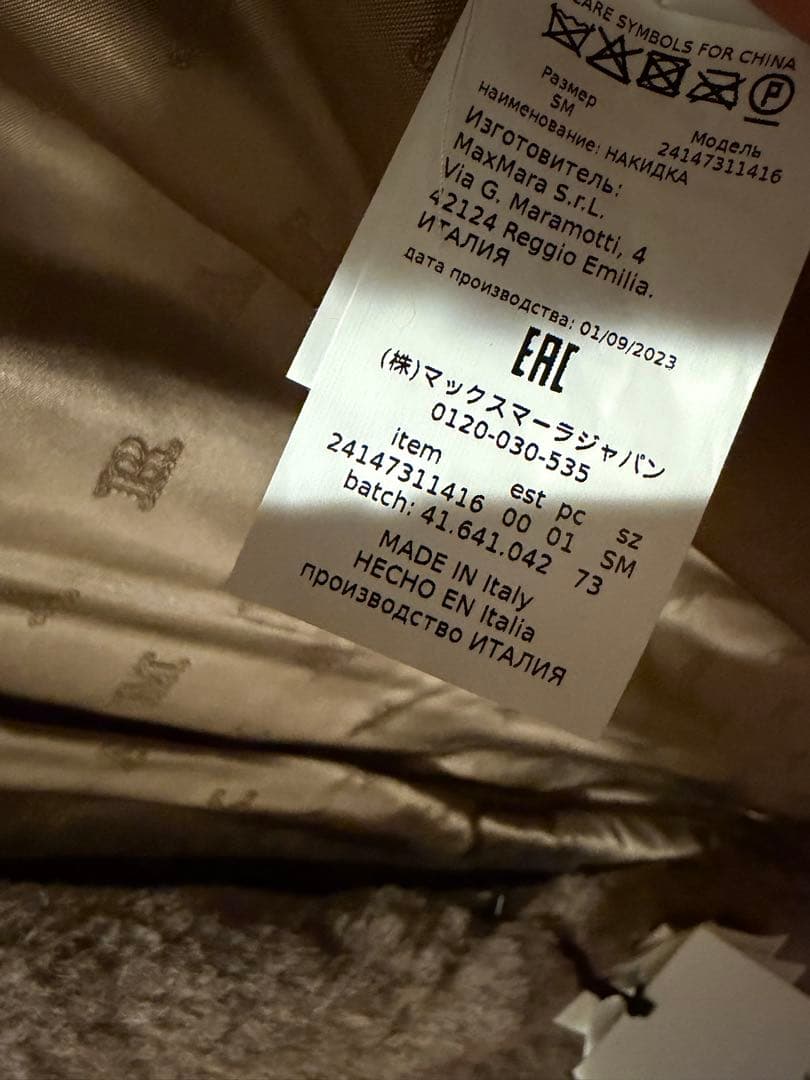 CARE SYMBOLS FOR CHINA
P
Размер
SM
Модель
24147311416
наименование: НАКИДКА
Изготовитель:
MaxMara S.r.L.
Via G. Maramotti, 4
42124 Reggio Emilia.
ИТАЛИЯ
дата производства: 01/09/2023
EAC
(株)マックスマーラジャパン
0120-030-535
item est pc sz
24147311416 00 01 SM
batch: 41.641.042 73
MADE IN Italy
HECHO EN Italia
производство ИТАЛИЯ